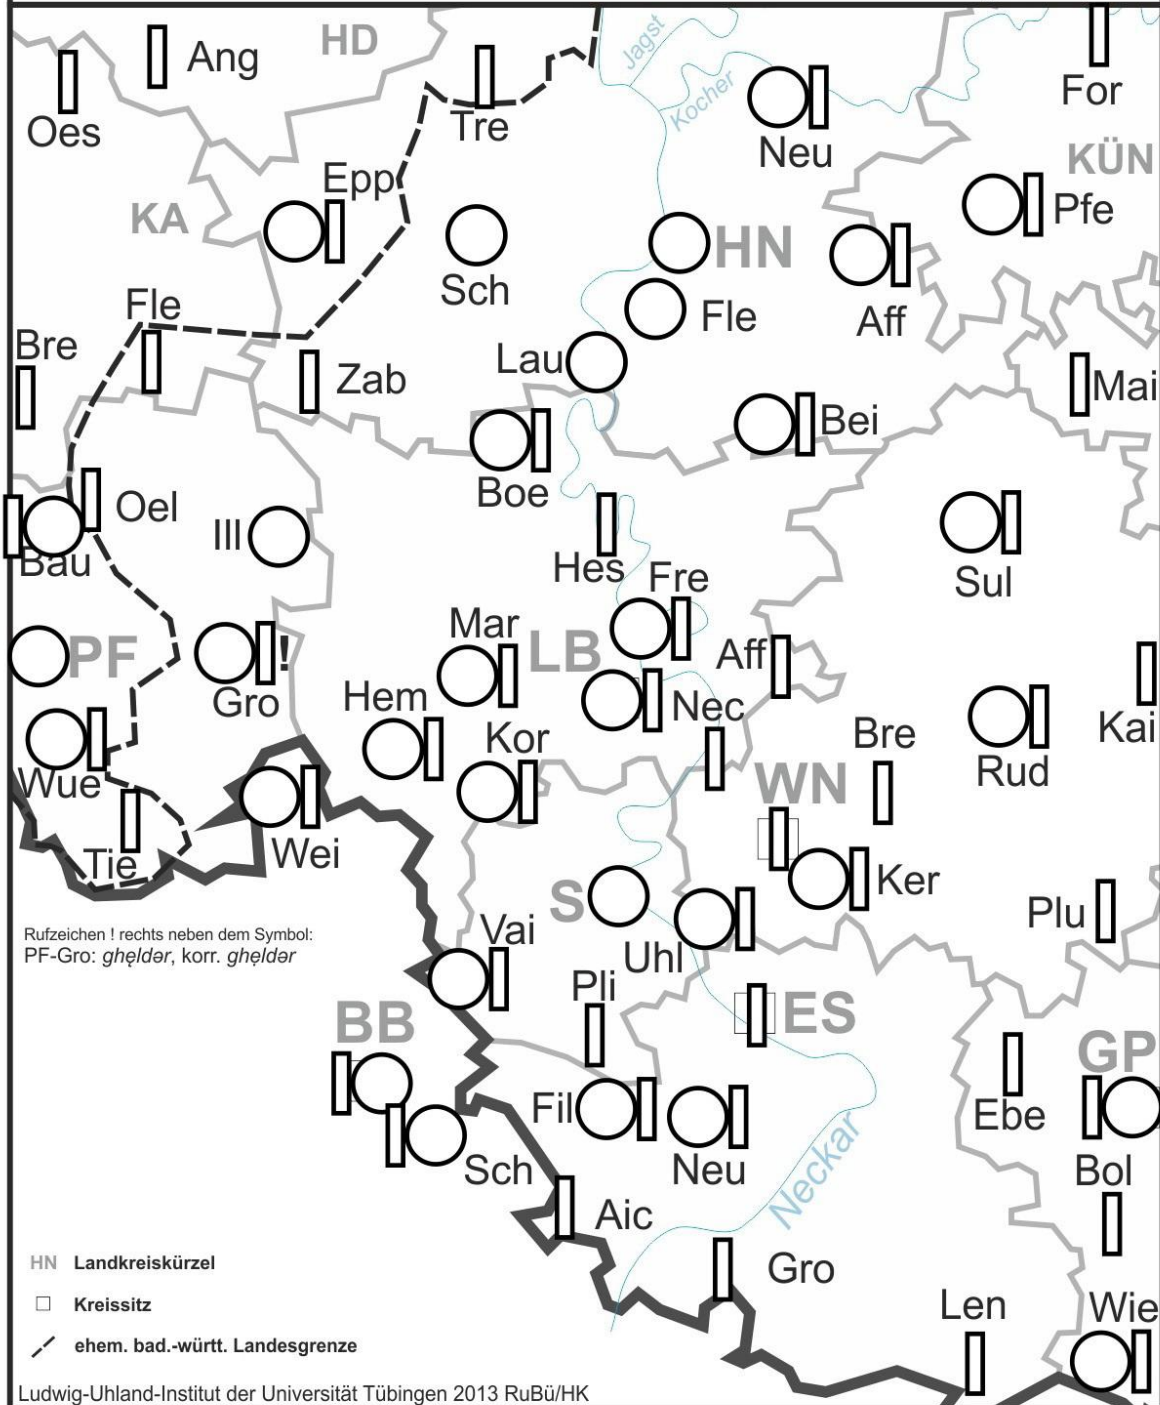 HD
Jagst
Ang
Oes
Tre
Kocher
For
Neu
KÜN
Epp
KA
Pfe
HN
Sch
Aff
Fle
Fle
Bre
Lau
Zab
Mai
Bei
Boe
Oel
Ill
Bau
Hes
Fre
Sul
Mar
LB
Aff
PF
!
Gro
Hem
Nec
Kor
Bre
Kai
Rud
Wue
WN
Tie
Wei
Ker
S
Plu
Vai
Uhl
Rufzeichen ! rechts neben dem Symbol:
PF-Gro: ghęldər, korr. ghẹldər
Pli
BB
ES
GP
Fil
Ebe
Sch
Neu
Neckar
Bol
Aic
HN Landkreiskürzel
Gro
Kreissitz
Len
Wie
ehem. bad.-württ. Landesgrenze
Ludwig-Uhland-Institut der Universität Tübingen 2013 RuBü/HK